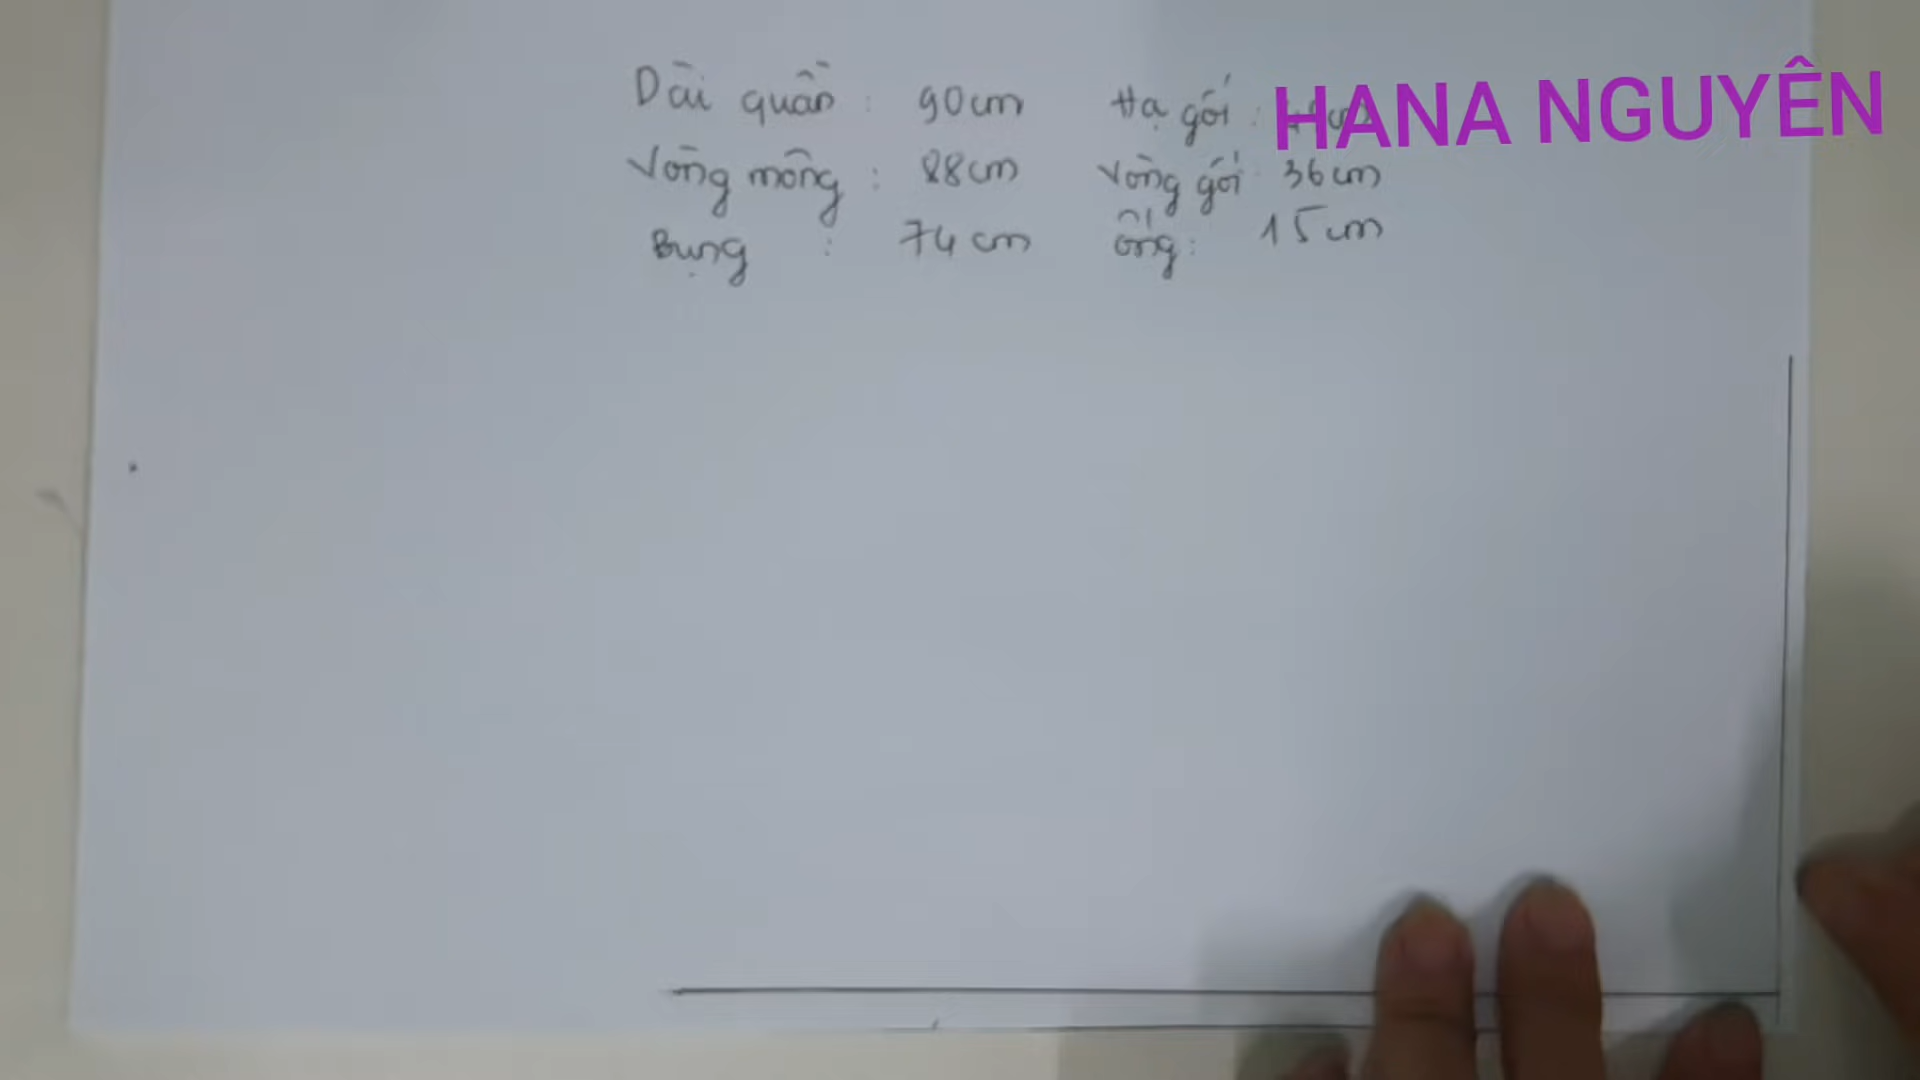 Dài quần : 90cm Hạ gối :
HANA NGUYÊN
Vòng mông : 88cm Vòng gối 36cm
Bụng : 74cm ống: 15cm